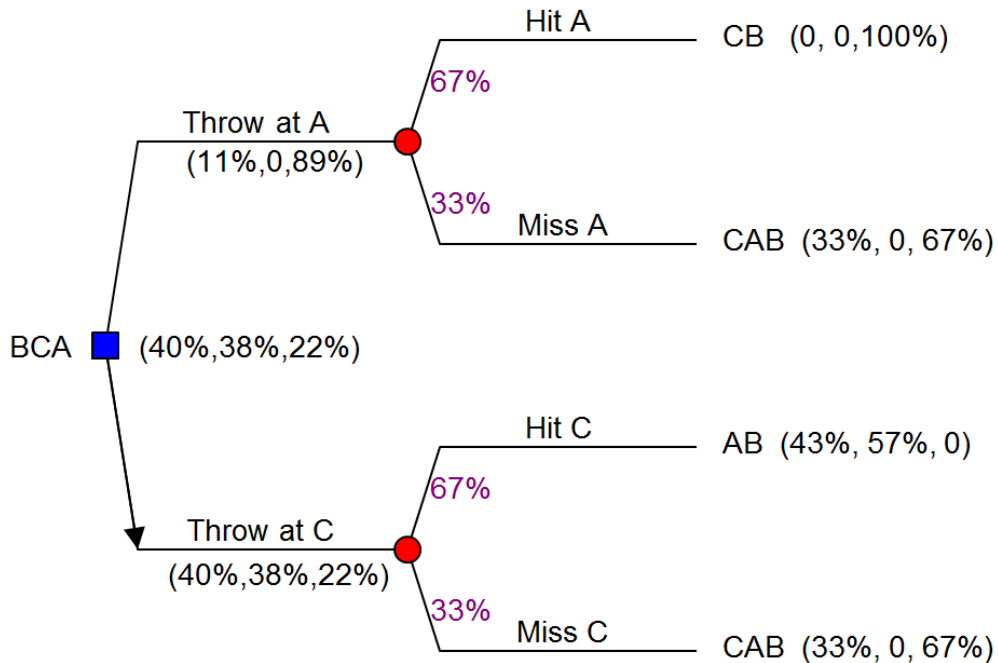 Hit A
CB (0, 0,100%)
67%
Throw at A
(11%,0,89%)
33%
Miss A
CAB (33%, 0, 67%)
BCA
(40%,38%,22%)
Hit C
AB (43%, 57%, 0)
67%
Throw at C
(40%,38%,22%)
33%
Miss C
CAB (33%, 0, 67%)